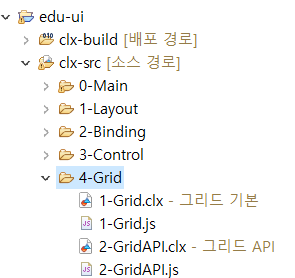 edu-ui
clx-build [배포 경로]
clx-src [소스 경로]
0-Main
1-Layout
2-Binding
3-Control
4-Grid
1-Grid.clx - 그리드 기본
1-Grid.js
2-GridAPI.clx - 그리드 API
2-GridAPI.js